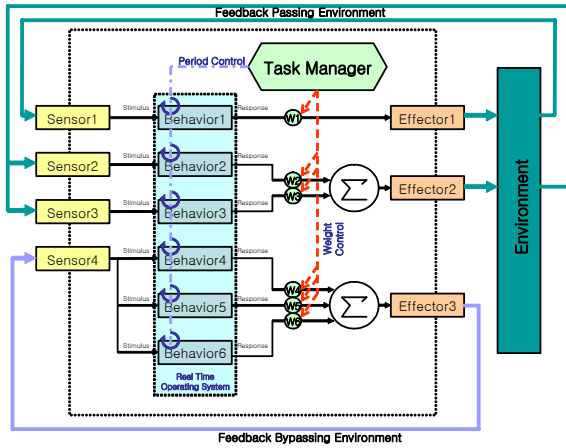 Feedback Passing Environment
Period Control
Task Manager
Sensor1
Stimulus
Behavior1
Response
W1
Effector1
Sensor2
Stimulus
Behavior2
Response
W2
Σ
Effector2
Sensor3
Stimulus
Behavior3
Response
W3
Environment
Weight Control
Sensor4
Stimulus
Behavior4
Response
W4
Stimulus
Behavior5
Response
W5
Σ
Effector3
Stimulus
Behavior6
Response
W6
Real Time
Operating System
Feedback Bypassing Environment